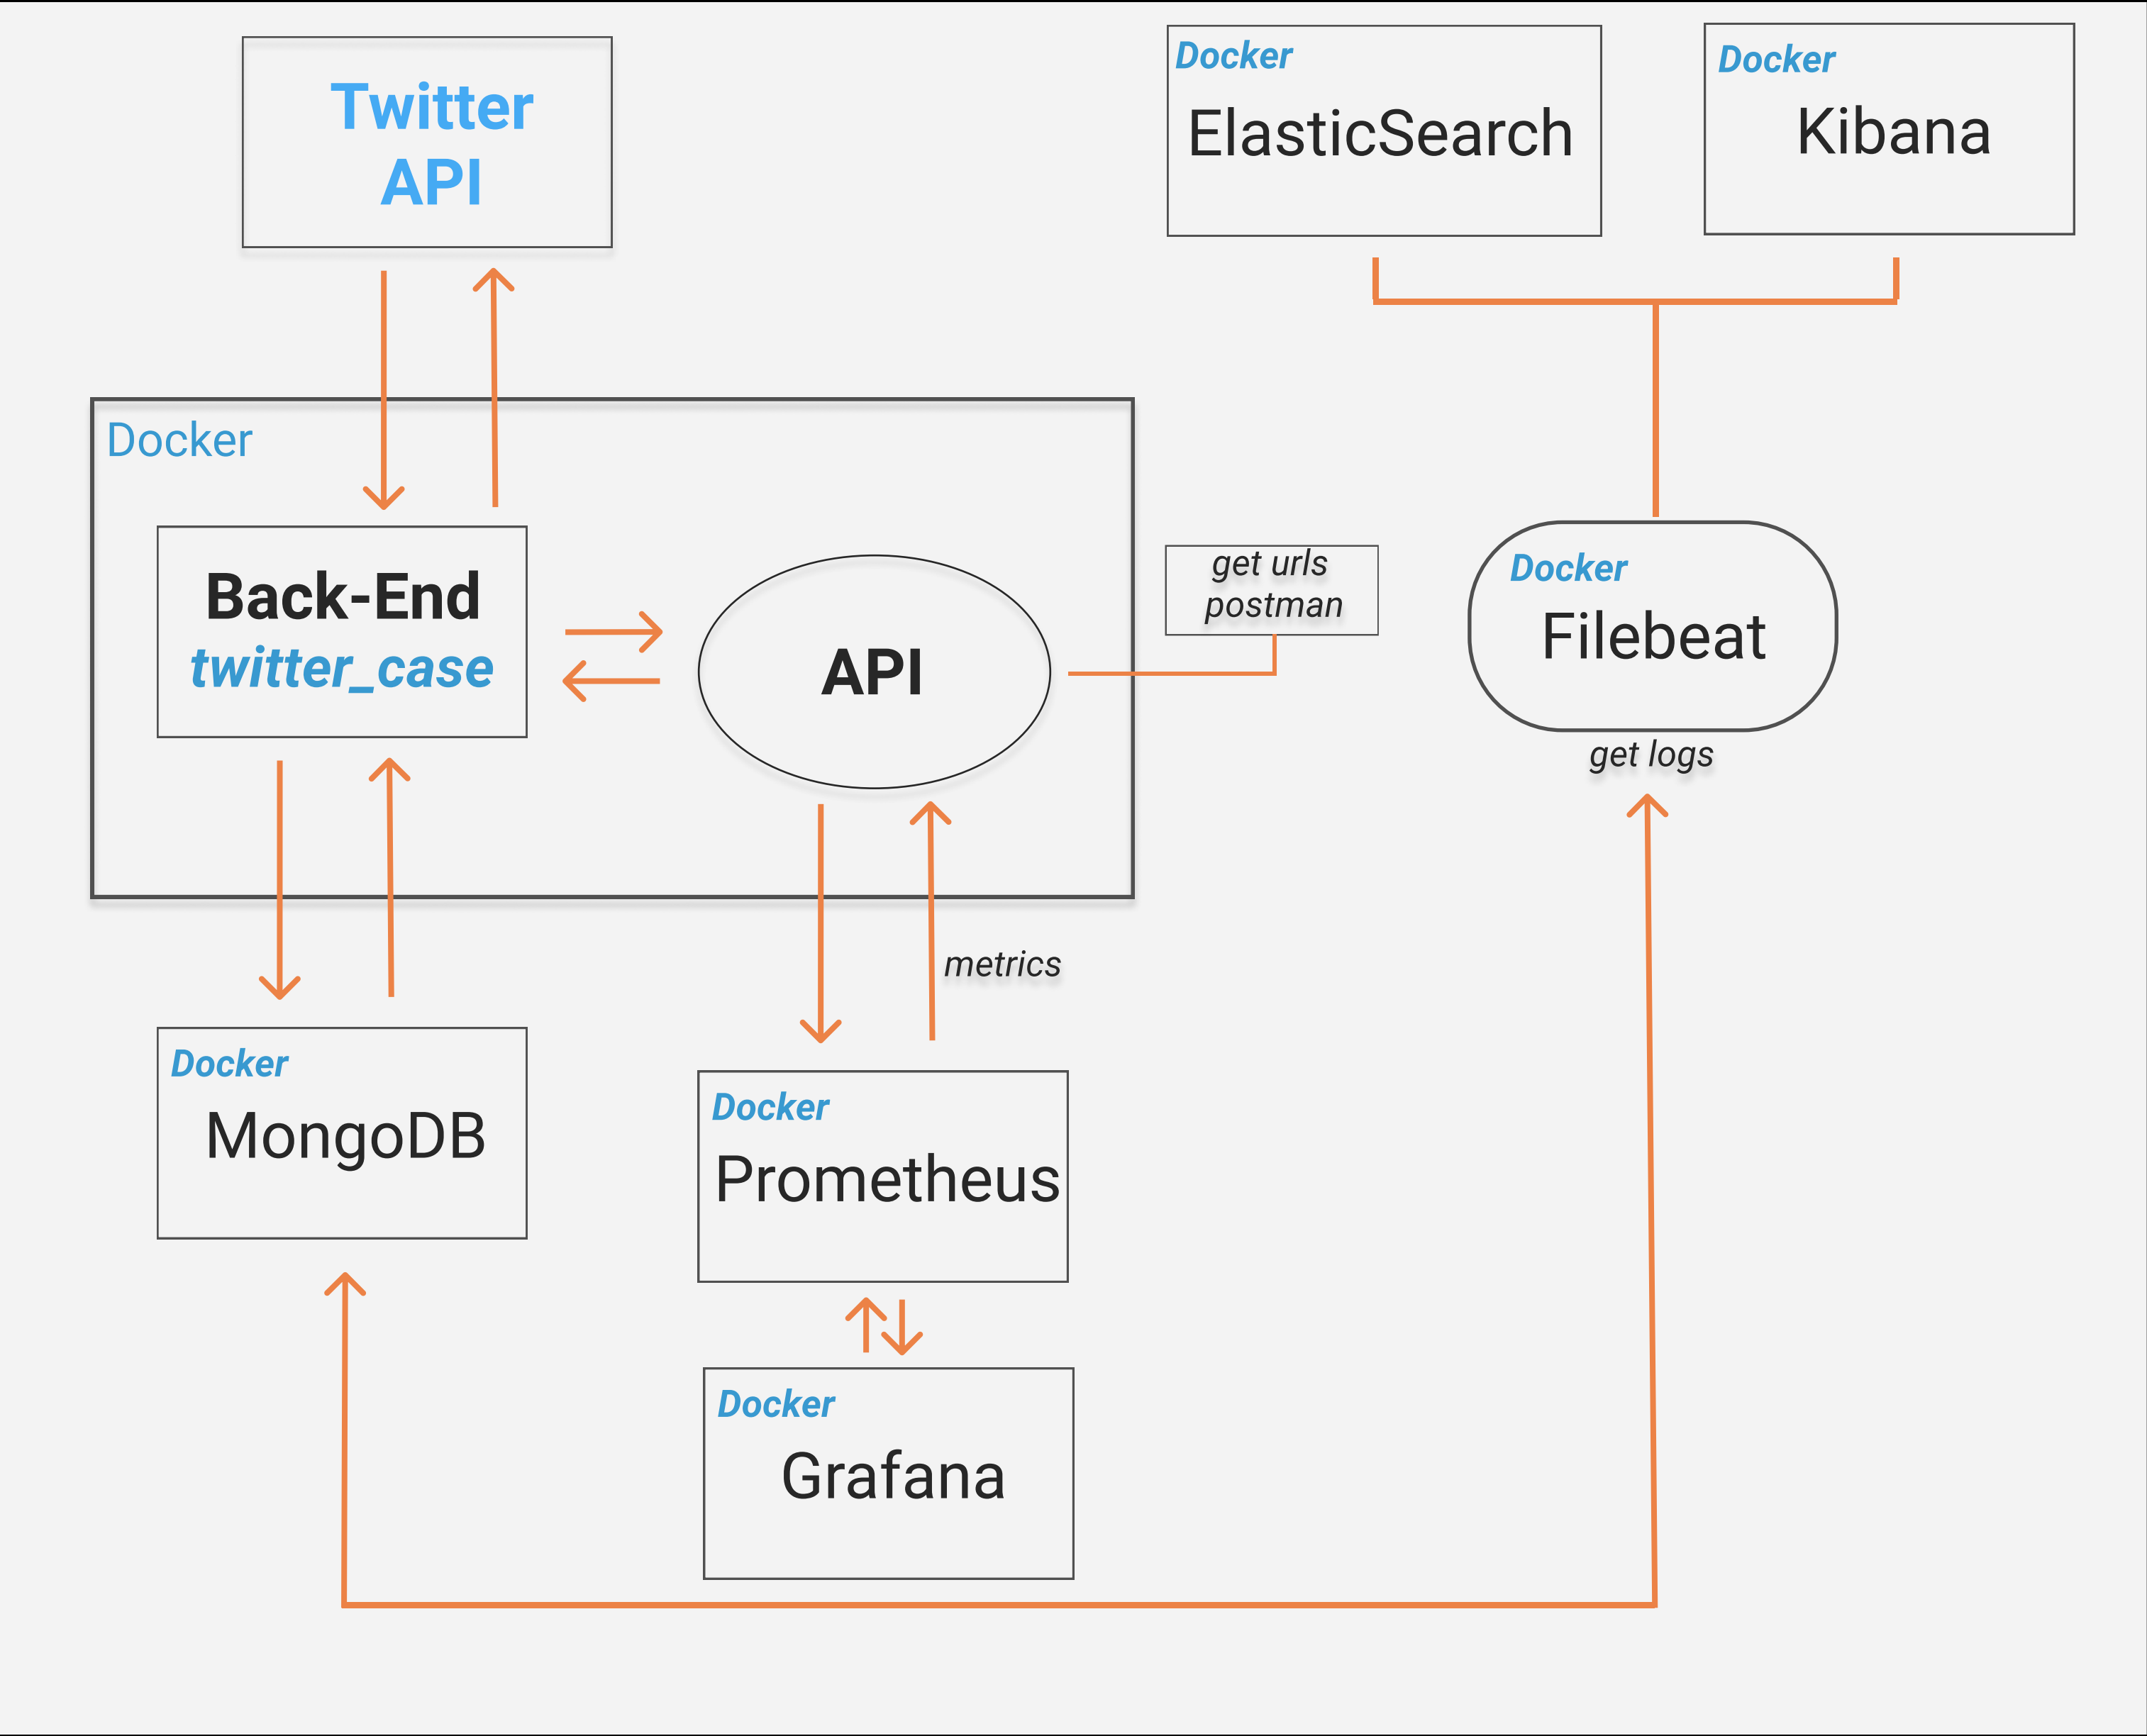 Twitter
API
Docker
ElasticSearch
Docker
Kibana
Docker
Back-End
twitter_case
API
get urls
postman
Docker
Filebeat
get logs
metrics
Docker
MongoDB
Docker
Prometheus
Docker
Grafana